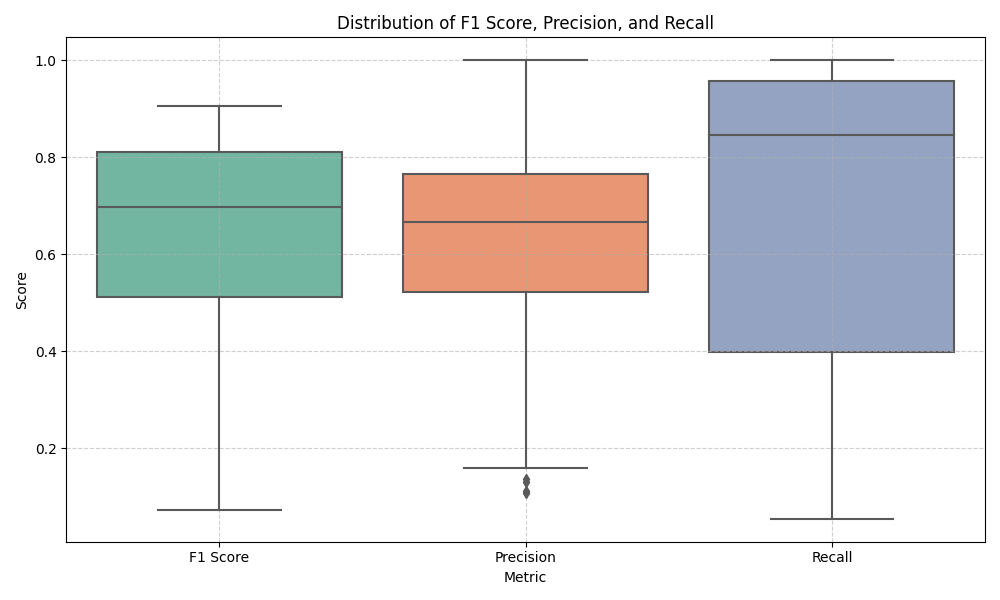 Distribution of F1 Score, Precision, and Recall
1.0
0.8
0.6
0.4
0.2
Score
F1 Score
Precision
Recall
Metric